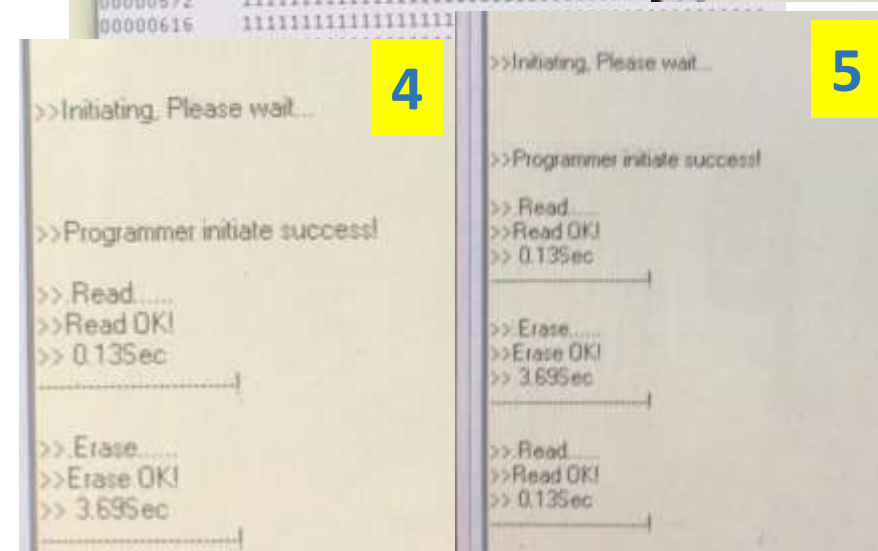 00000616
4
>>Initiating, Please wait...
>>Programmer initiate success!
>> Read......
>>Read OK!
>> 0.13Sec
>> Erase......
>>Erase OK!
>> 3.69Sec
5
>>Initiating, Please wait...
>>Programmer initiate success!
>> Read......
>>Read OK!
>> 0.13Sec
>> Erase......
>>Erase OK!
>> 3.69Sec
>> Read......
>>Read OK!
>> 0.13Sec